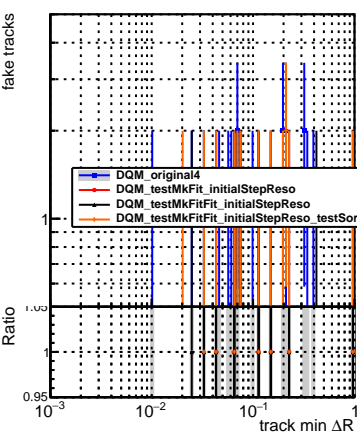 fake tracks
DQM_original4
DQM_testMkFit_initialStepReso
DQM_testMkFitFit_initialStepReso
DQM_testMkFitFit_initialStepReso_testSor
1
1.05
Ratio
1
0.95
10⁻³ 10⁻² 10⁻¹ 1
track min ΔR